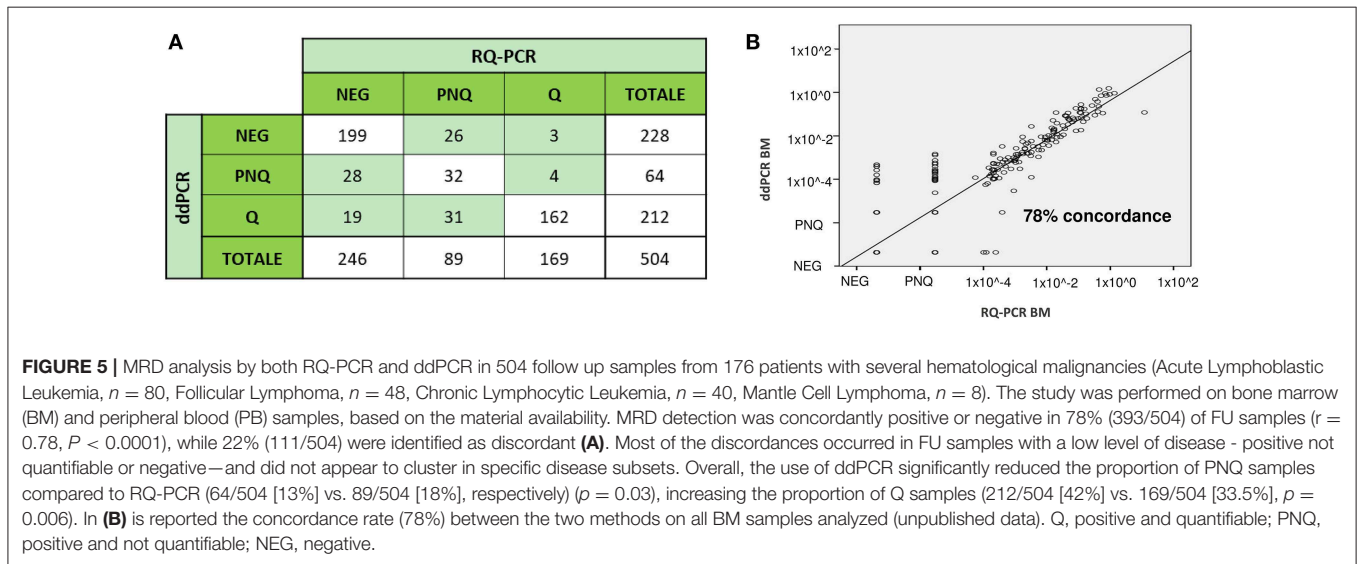 A
RQ-PCR
NEG PNQ Q TOTALE
ddPCR
NEG 199 26 3 228
PNQ 28 32 4 64
Q 19 31 162 212
TOTALE 246 89 169 504
B
ddPCR BM
1x10^2
1x10^0
1x10^-2
1x10^-4
PNQ
NEG
78% concordance
NEG PNQ 1x10^-4 1x10^-2 1x10^0 1x10^2
RQ-PCR BM
FIGURE 5 | MRD analysis by both RQ-PCR and ddPCR in 504 follow up samples from 176 patients with several hematological malignancies (Acute Lymphoblastic
Leukemia, n = 80, Follicular Lymphoma, n = 48, Chronic Lymphocytic Leukemia, n = 40, Mantle Cell Lymphoma, n = 8). The study was performed on bone marrow
(BM) and peripheral blood (PB) samples, based on the material availability. MRD detection was concordantly positive or negative in 78% (393/504) of FU samples (r =
0.78, P < 0.0001), while 22% (111/504) were identified as discordant (A). Most of the discordances occurred in FU samples with a low level of disease - positive not
quantifiable or negative—and did not appear to cluster in specific disease subsets. Overall, the use of ddPCR significantly reduced the proportion of PNQ samples
compared to RQ-PCR (64/504 [13%] vs. 89/504 [18%], respectively) (p = 0.03), increasing the proportion of Q samples (212/504 [42%] vs. 169/504 [33.5%], p =
0.006). In (B) is reported the concordance rate (78%) between the two methods on all BM samples analyzed (unpublished data). Q, positive and quantifiable; PNQ,
positive and not quantifiable; NEG, negative.